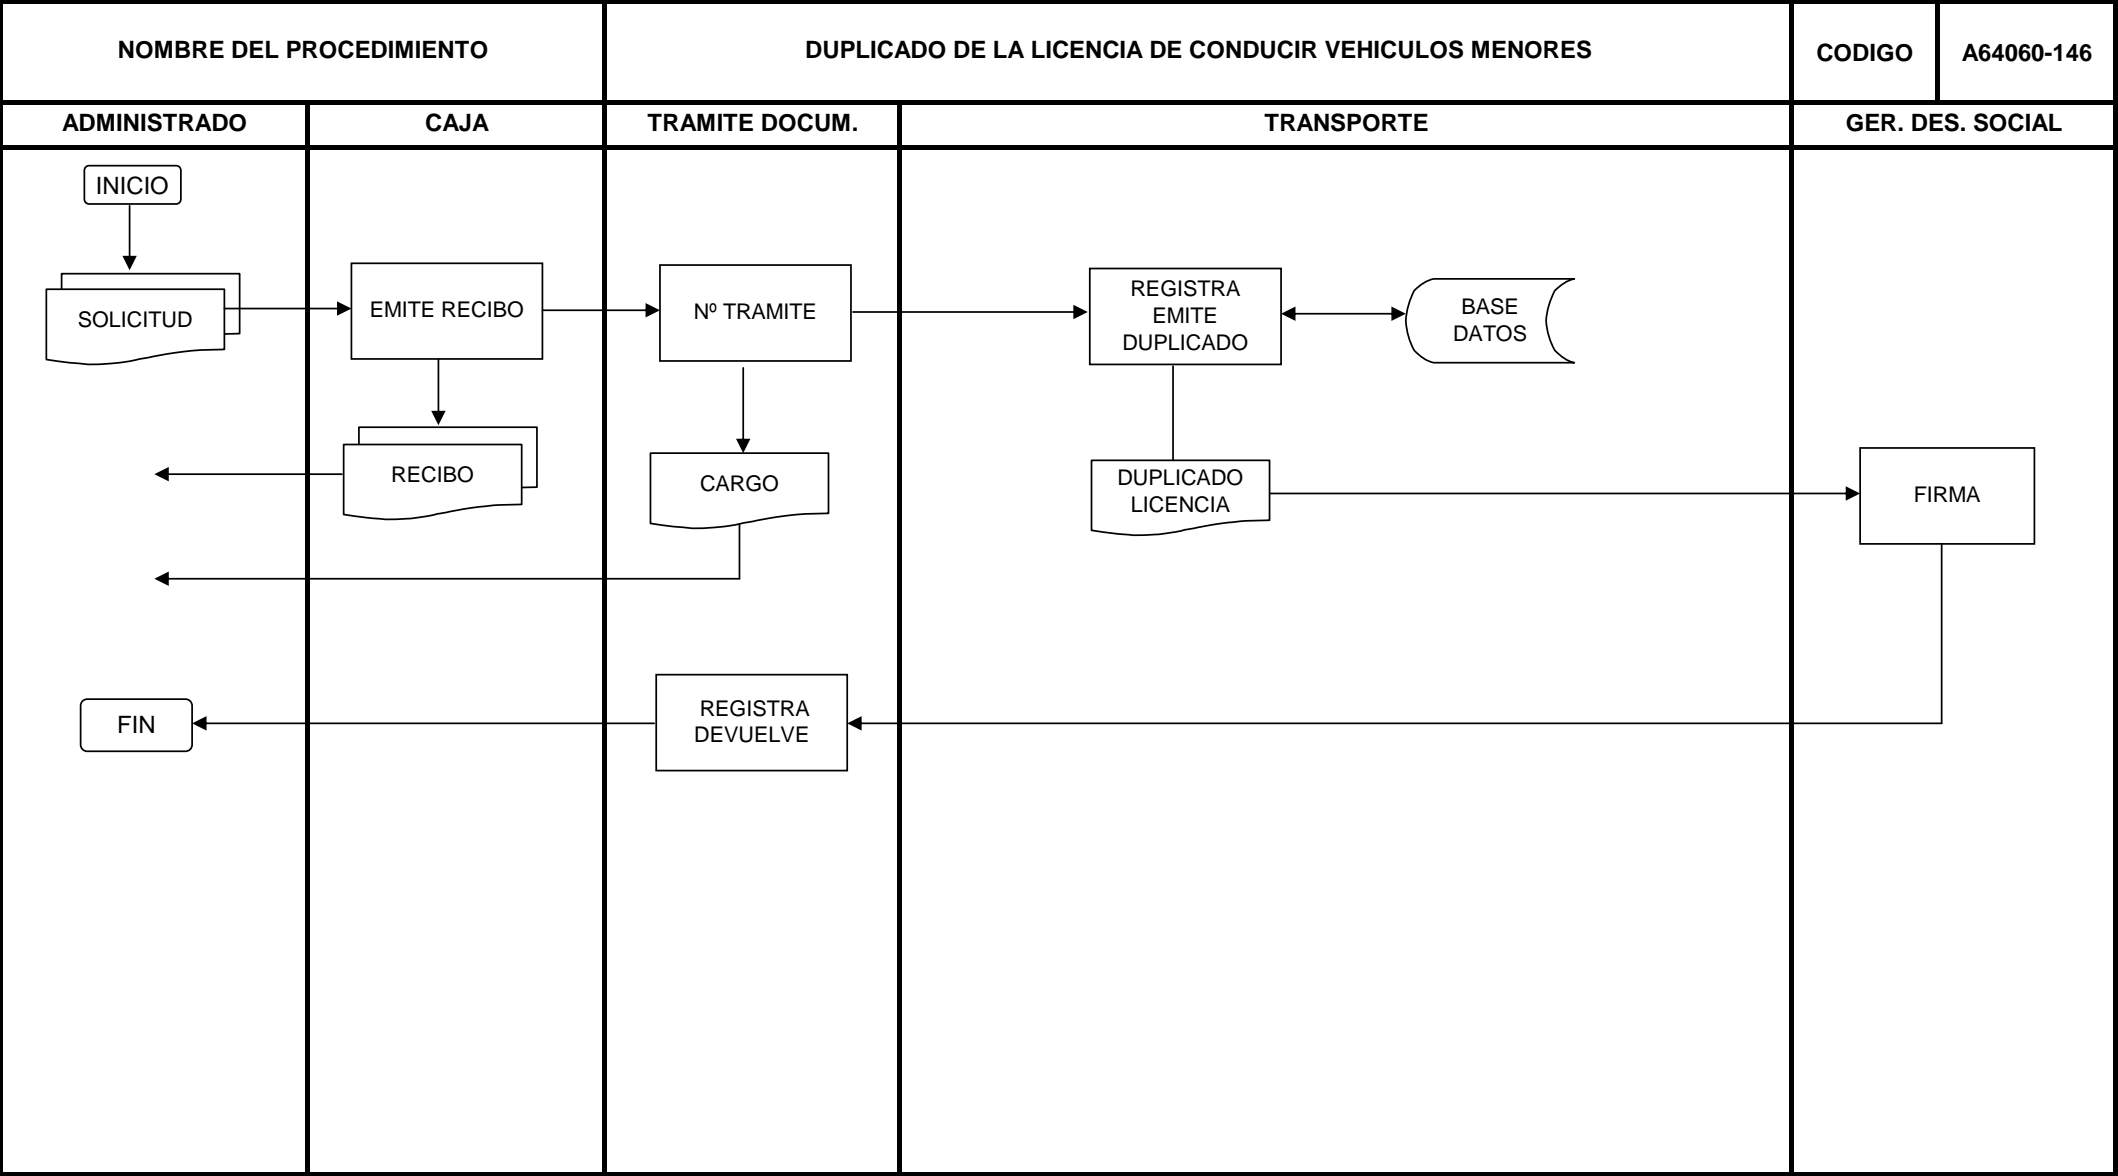 NOMBRE DEL PROCEDIMIENTO
DUPLICADO DE LA LICENCIA DE CONDUCIR VEHICULOS MENORES
CODIGO
A64060-146
ADMINISTRADO
CAJA
TRAMITE DOCUM.
TRANSPORTE
GER. DES. SOCIAL
INICIO
SOLICITUD
EMITE RECIBO
Nº TRAMITE
REGISTRA
EMITE
DUPLICADO
BASE
DATOS
RECIBO
CARGO
DUPLICADO
LICENCIA
FIRMA
FIN
REGISTRA
DEVUELVE